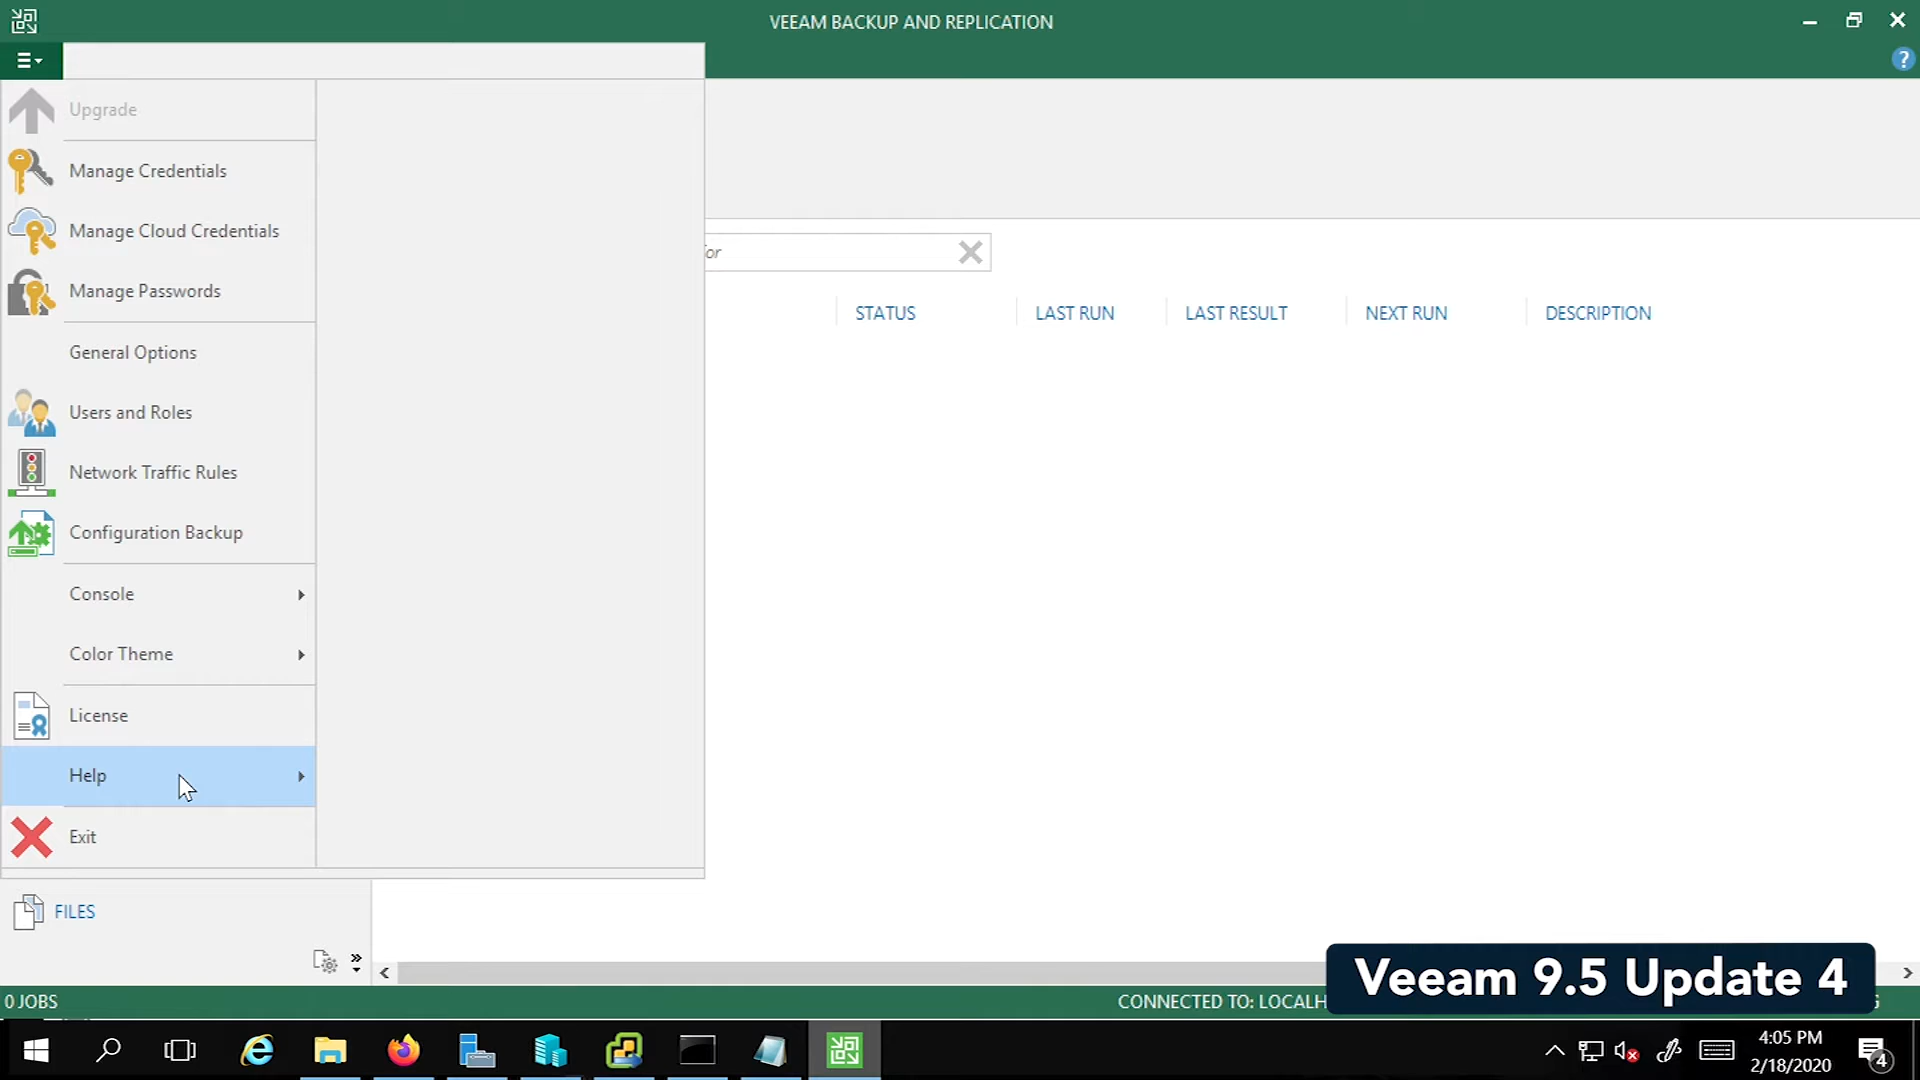 VEEAM BACKUP AND REPLICATION
Upgrade
Manage Credentials
Manage Cloud Credentials
Manage Passwords
General Options
Users and Roles
Network Traffic Rules
Configuration Backup
Console
Color Theme
License
Help
Exit
for
STATUS LAST RUN LAST RESULT NEXT RUN DESCRIPTION
FILES
0 JOBS
CONNECTED TO: LOCALH
Veeam 9.5 Update 4
4:05 PM
2/18/2020
4